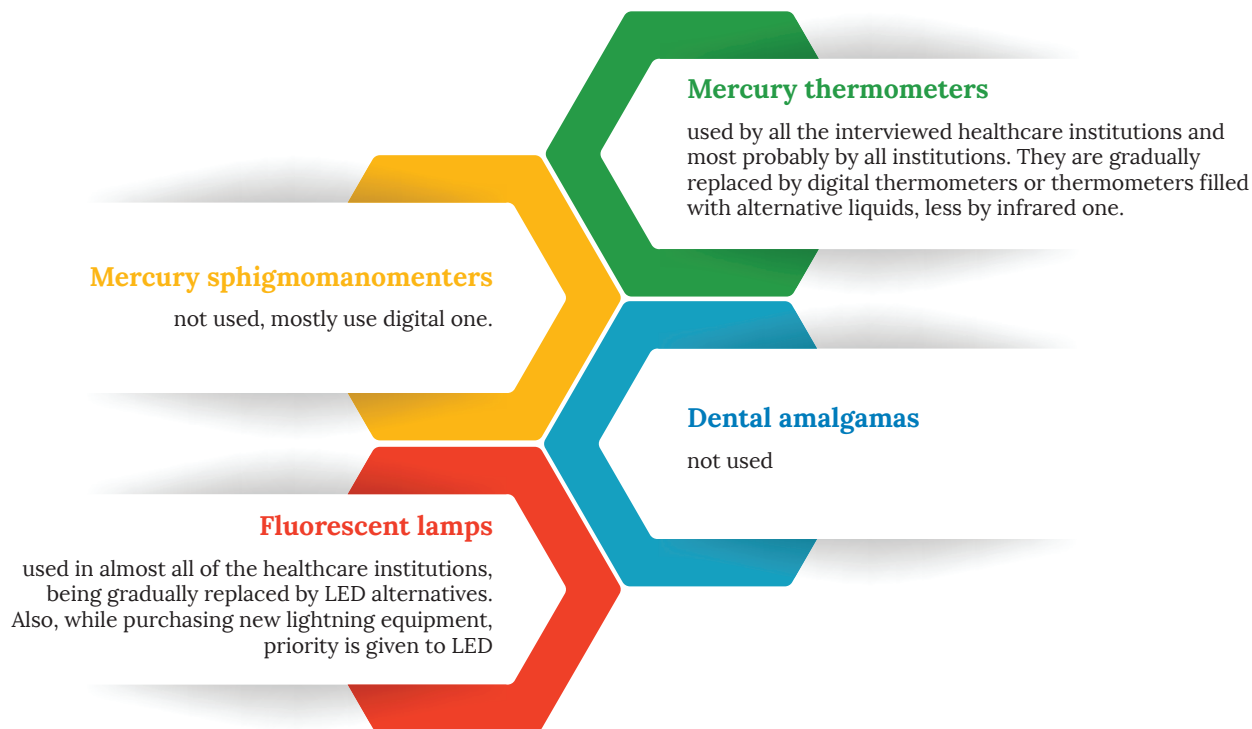 Mercury thermometers
used by all the interviewed healthcare institutions and
most probably by all institutions. They are gradually
replaced by digital thermometers or thermometers filled
with alternative liquids, less by infrared one.
Mercury sphigmomanomenters
not used, mostly use digital one.
Dental amalgamas
not used
Fluorescent lamps
used in almost all of the healthcare institutions,
being gradually replaced by LED alternatives.
Also, while purchasing new lightning equipment,
priority is given to LED